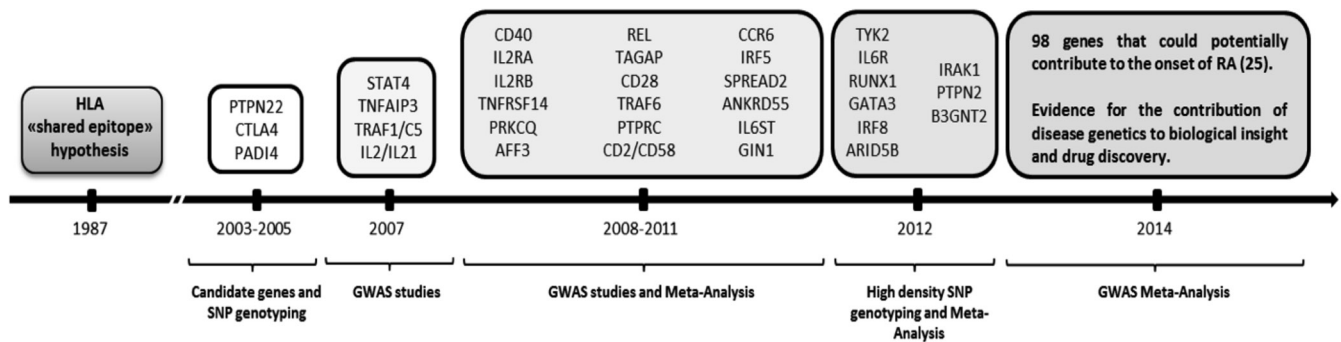 HLA
«shared epitope»
hypothesis
PTPN22
CTLA4
PADI4
STAT4
TNFAIP3
TRAF1/C5
IL2/IL21
CD40
IL2RA
IL2RB
TNFRSF14
PRKCQ
AFF3
REL
TAGAP
CD28
TRAF6
PTPRC
CD2/CD58
CCR6
IRF5
SPREAD2
ANKRD55
IL6ST
GIN1
TYK2
IL6R
RUNX1
GATA3
IRF8
ARID5B
IRAK1
PTPN2
B3GNT2
98 genes that could potentially
contribute to the onset of RA (25).
Evidence for the contribution of
disease genetics to biological insight
and drug discovery.
1987
2003-2005
2007
2008-2011
2012
2014
Candidate genes and
SNP genotyping
GWAS studies
GWAS studies and Meta-Analysis
High density SNP
genotyping and Meta-
Analysis
GWAS Meta-Analysis